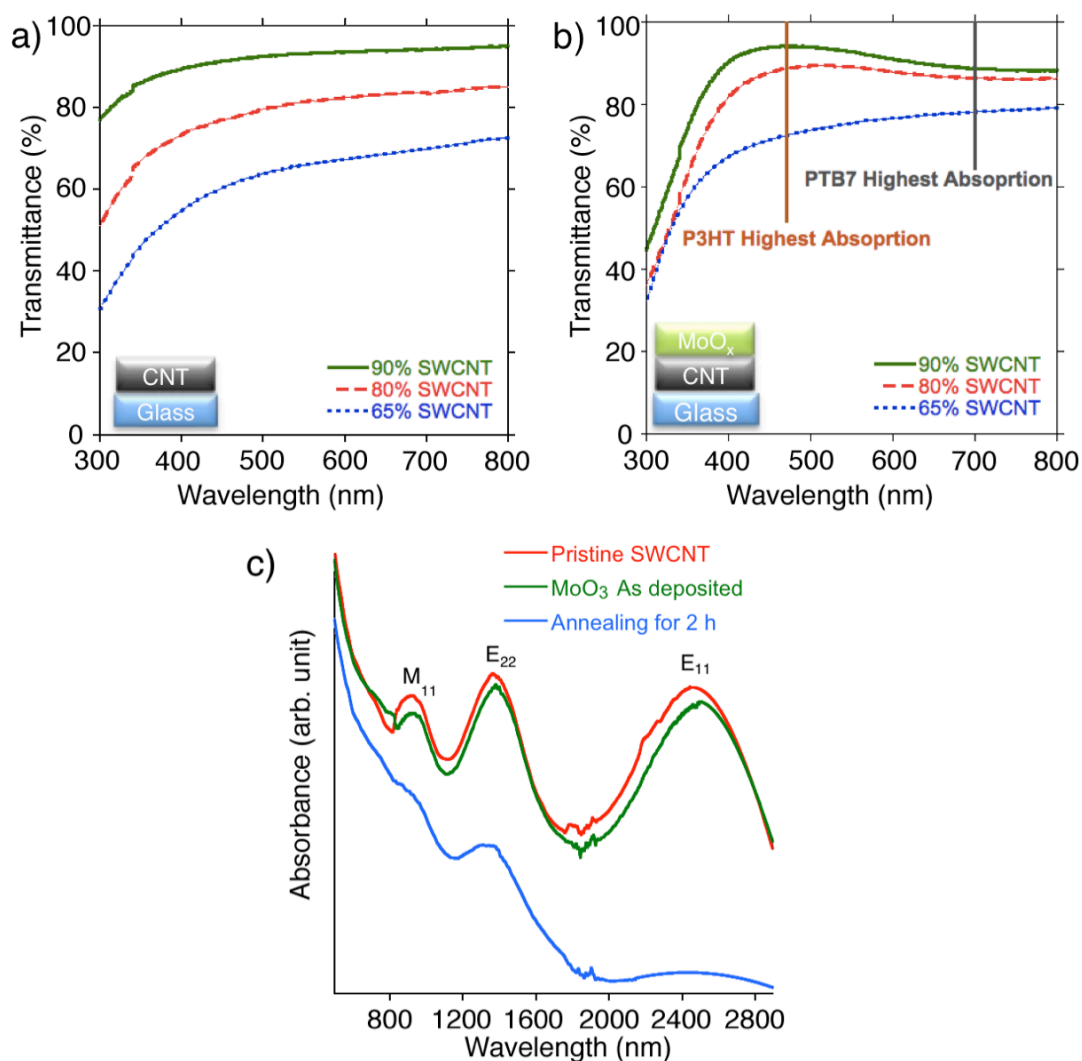 a)
Transmittance (%)
100
80
60
40
20
0
CNT
Glass
90% SWCNT
80% SWCNT
65% SWCNT
300 400 500 600 700 800
Wavelength (nm)
b)
Transmittance (%)
100
80
60
40
20
0
PTB7 Highest Absoprtion
P3HT Highest Absoprtion
MoOₓ
CNT
Glass
90% SWCNT
80% SWCNT
65% SWCNT
300 400 500 600 700 800
Wavelength (nm)
c)
Pristine SWCNT
MoO₃ As deposited
Annealing for 2 h
Absorbance (arb. unit)
M₁₁
E₂₂
E₁₁
800 1200 1600 2000 2400 2800
Wavelength (nm)